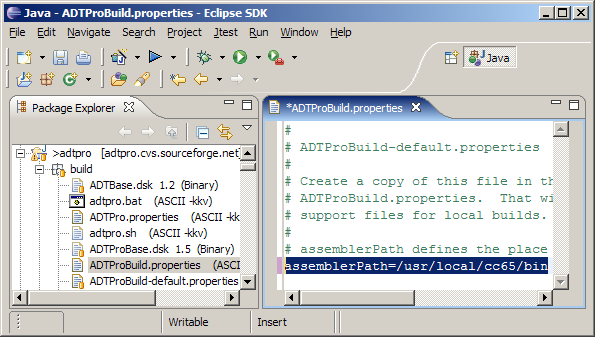 Java - ADTProBuild.properties - Eclipse SDK
File Edit Navigate Search Project Jtest Run Window Help
Java
Package Explorer
*ADTProBuild.properties
>adtpro [adtpro.cvs.sourceforge.net]
build
ADTBase.dsk 1.2 (Binary)
adtpro.bat (ASCII -kkv)
ADTPro.properties (ASCII -kkv)
adtpro.sh (ASCII -kkv)
ADTProBase.dsk 1.5 (Binary)
ADTProBuild.properties (ASCI
ADTProBuild-default.properties
#
# ADTProBuild-default.properties
#
# Create a copy of this file in th
# ADTProBuild.properties. That wi
# support files for local builds.
#
# assemblerPath defines the place
assemblerPath=/usr/local/cc65/bin
Writable
Insert